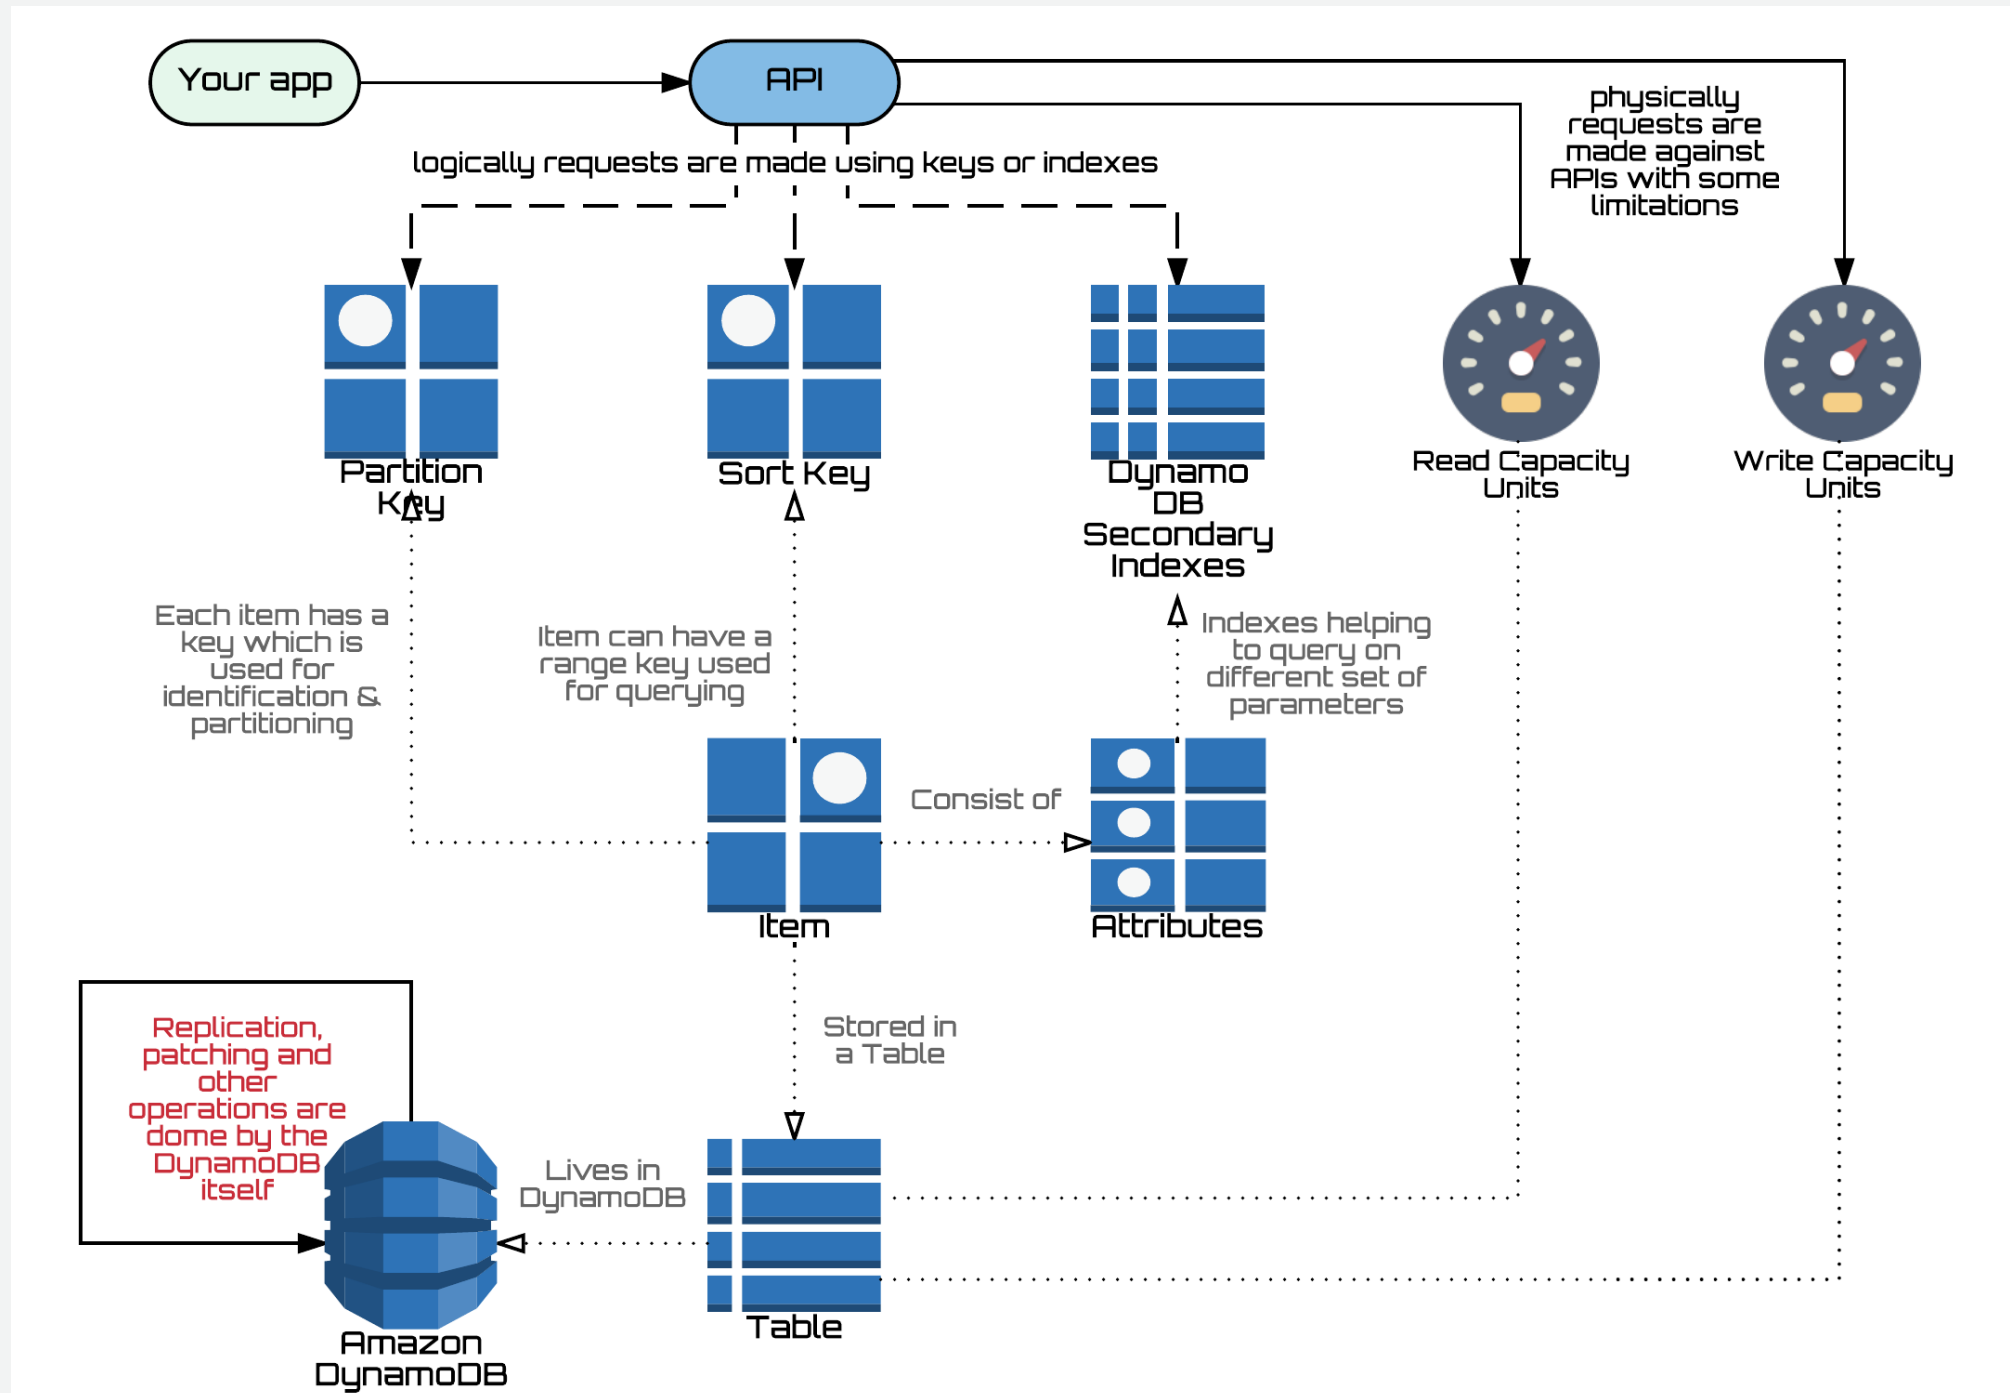 Your app
API
physically
requests are
made against
APIs with some
limitations
logically requests are made using keys or indexes
Partition
Key
Sort Key
Dynamo
DB
Secondary
Indexes
Read Capacity
Units
Write Capacity
Units
Each item has a
key which is
used for
identification &
partitioning
Item can have a
range key used
for querying
Indexes helping
to query on
different set of
parameters
Consist of
Item
Attributes
Replication,
patching and
other
operations are
dome by the
DynamoDB
itself
Stored in
a Table
Lives in
DynamoDB
Table
Amazon
DynamoDB